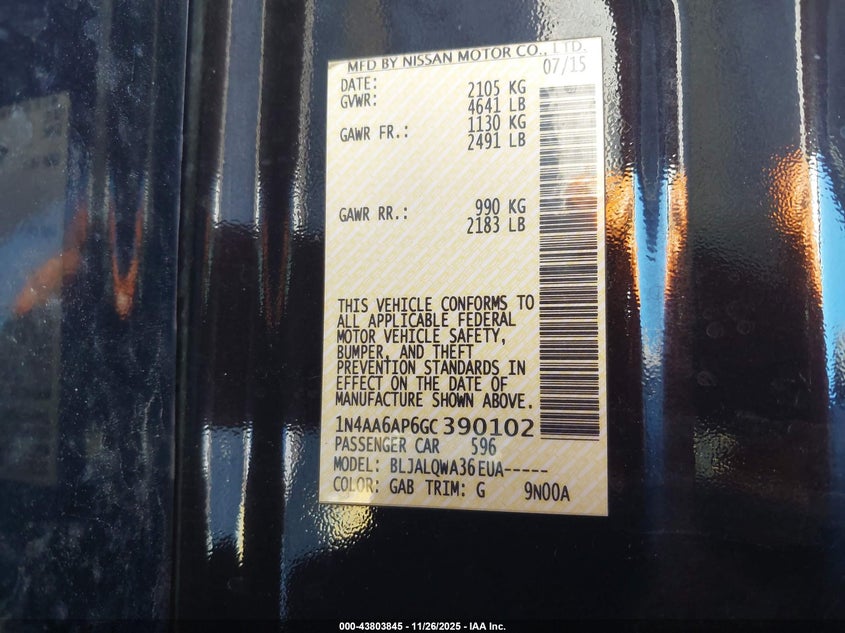 MFD BY NISSAN MOTOR CO., LTD.
DATE: 07/15
GVWR: 2105 KG
4641 LB
GAWR FR.: 1130 KG
2491 LB
GAWR RR.: 990 KG
2183 LB
THIS VEHICLE CONFORMS TO
ALL APPLICABLE FEDERAL
MOTOR VEHICLE SAFETY,
BUMPER, AND THEFT
PREVENTION STANDARDS IN
EFFECT ON THE DATE OF
MANUFACTURE SHOWN ABOVE.
1N4AA6AP6GC390102
PASSENGER CAR 596
MODEL: BLJALQWA36EUA-----
COLOR: GAB TRIM: G 9N00A
000-43803845 - 11/26/2025 - IAA Inc.